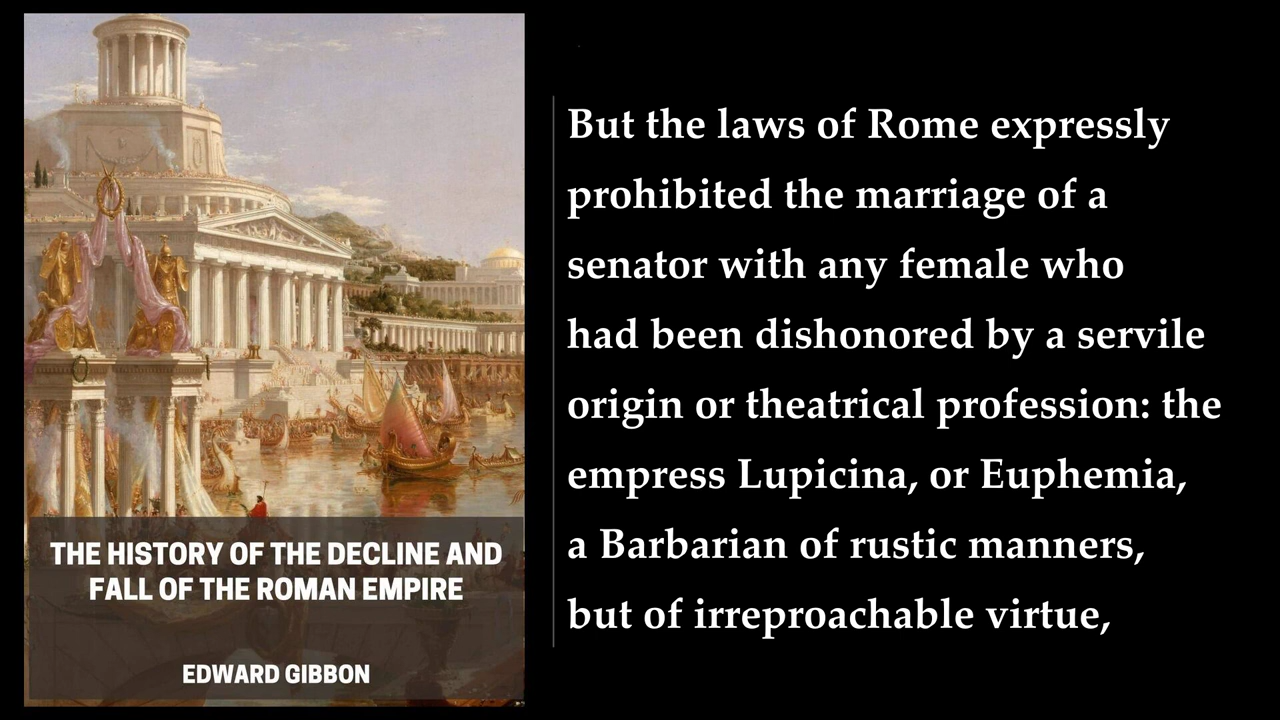 THE HISTORY OF THE DECLINE AND
FALL OF THE ROMAN EMPIRE
EDWARD GIBBON
But the laws of Rome expressly
prohibited the marriage of a
senator with any female who
had been dishonored by a servile
origin or theatrical profession: the
empress Lupicina, or Euphemia,
a Barbarian of rustic manners,
but of irreproachable virtue,